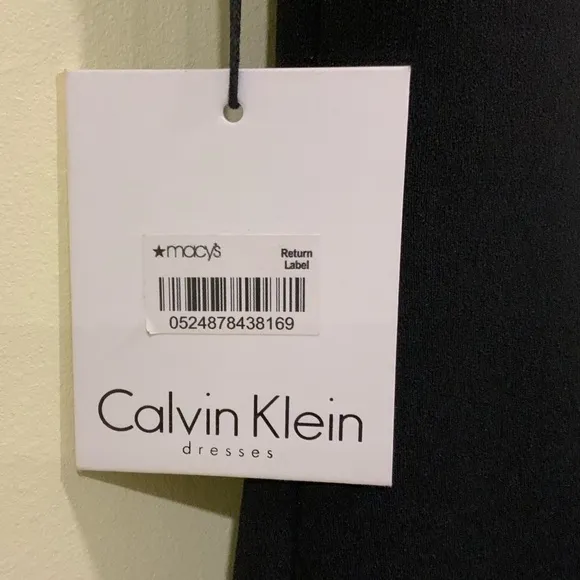 ★macy's
Return
Label
0524878438169
Calvin Klein
dresses